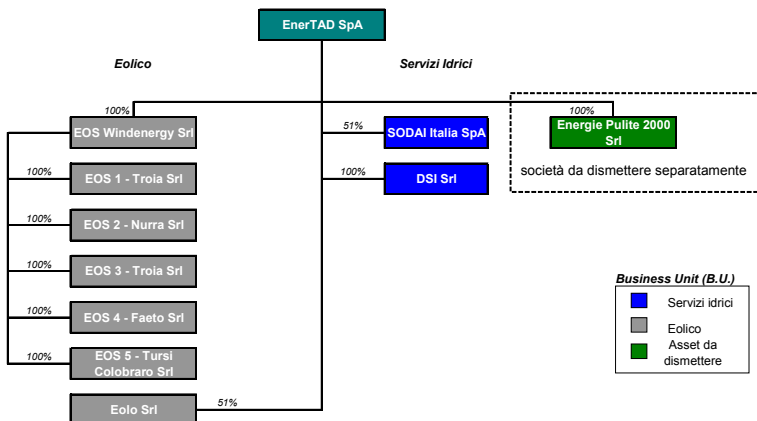 EnerTAD SpA
Eolico
Servizi Idrici
100%
EOS Windenergy Srl
51%
SODAI Italia SpA
100%
Energie Pulite 2000
Srl
società da dismettere separatamente
100%
EOS 1 - Troia Srl
100%
DSI Srl
100%
EOS 2 - Nurra Srl
100%
EOS 3 - Troia Srl
100%
EOS 4 - Faeto Srl
100%
EOS 5 - Tursi
Colobraro Srl
Eolo Srl
51%
Business Unit (B.U.)
Servizi idrici
Eolico
Asset da
dismettere